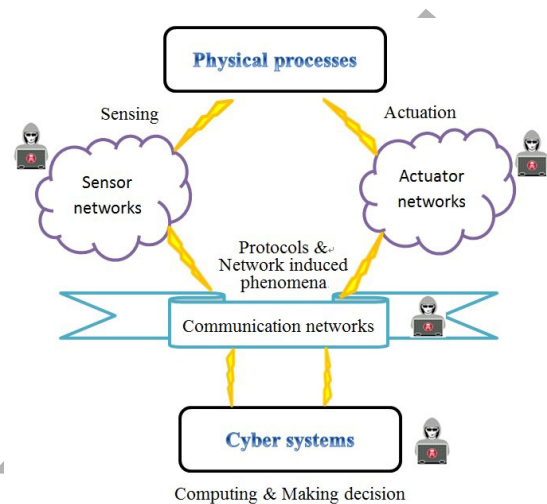 Physical processes
Sensing
Actuation
Sensor
networks
Actuator
networks
Protocols &
Network induced
phenomena
Communication networks
Cyber systems
Computing & Making decision